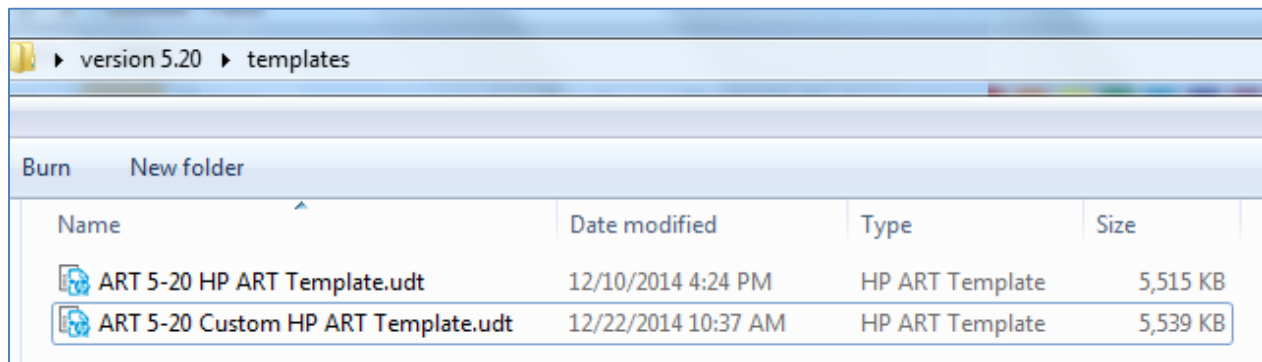 version 5.20 templates
Burn New folder
Name Date modified Type Size
ART 5-20 HP ART Template.udt 12/10/2014 4:24 PM HP ART Template 5,515 KB
ART 5-20 Custom HP ART Template.udt 12/22/2014 10:37 AM HP ART Template 5,539 KB